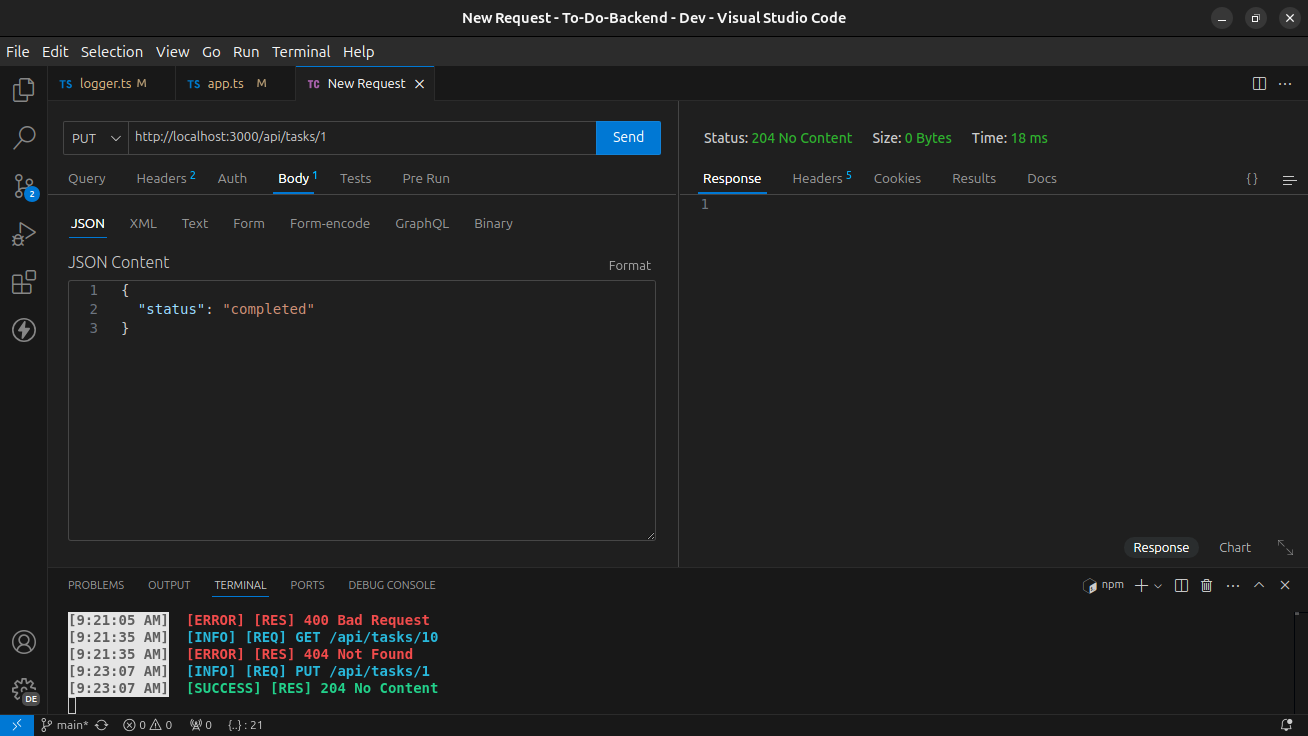 New Request - To-Do-Backend - Dev - Visual Studio Code
File Edit Selection View Go Run Terminal Help
TS logger.ts M
TS app.ts M
TC New Request
PUT
http://localhost:3000/api/tasks/1
Send
Query Headers 2 Auth Body 1 Tests Pre Run
JSON XML Text Form Form-encode GraphQL Binary
JSON Content
Format
1 {
2 "status": "completed"
3 }
Status: 204 No Content Size: 0 Bytes Time: 18 ms
Response Headers 5 Cookies Results Docs {}
1
Response Chart
2
DE
PROBLEMS OUTPUT TERMINAL PORTS DEBUG CONSOLE
npm
[9:21:05 AM] [ERROR] [RES] 400 Bad Request
[9:21:35 AM] [INFO] [REQ] GET /api/tasks/10
[9:21:35 AM] [ERROR] [RES] 404 Not Found
[9:23:07 AM] [INFO] [REQ] PUT /api/tasks/1
[9:23:07 AM] [SUCCESS] [RES] 204 No Content
main* 0 0 0 {..} : 21